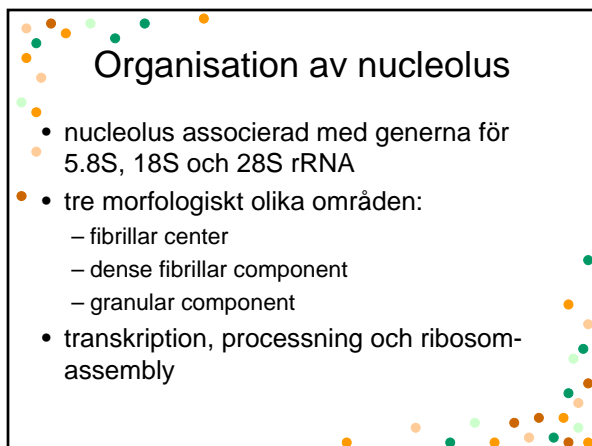 Organisation av nucleolus
• nucleolus associerad med generna för
5.8S, 18S och 28S rRNA
• tre morfologiskt olika områden:
– fibrillar center
– dense fibrillar component
– granular component
• transkription, processning och ribosom-
assembly